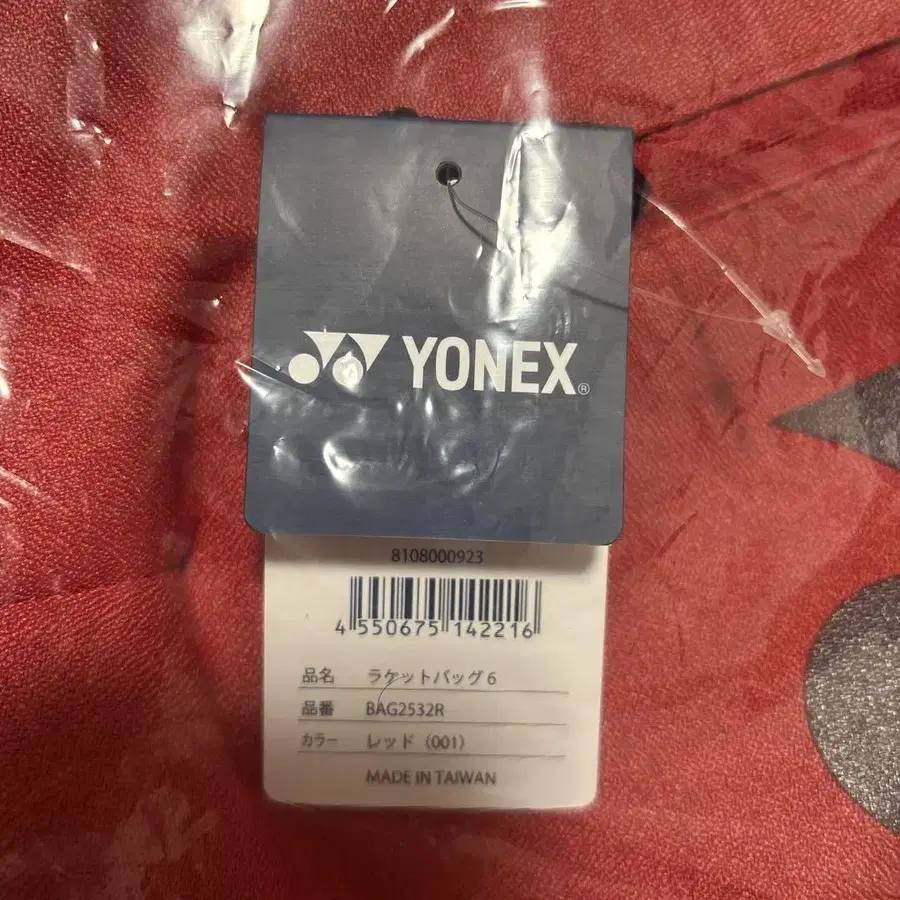 YONEX®
8108000923
4 550675 142216
品名 ラケットバッグ6
品番 BAG2532R
カラー レッド（001）
MADE IN TAIWAN